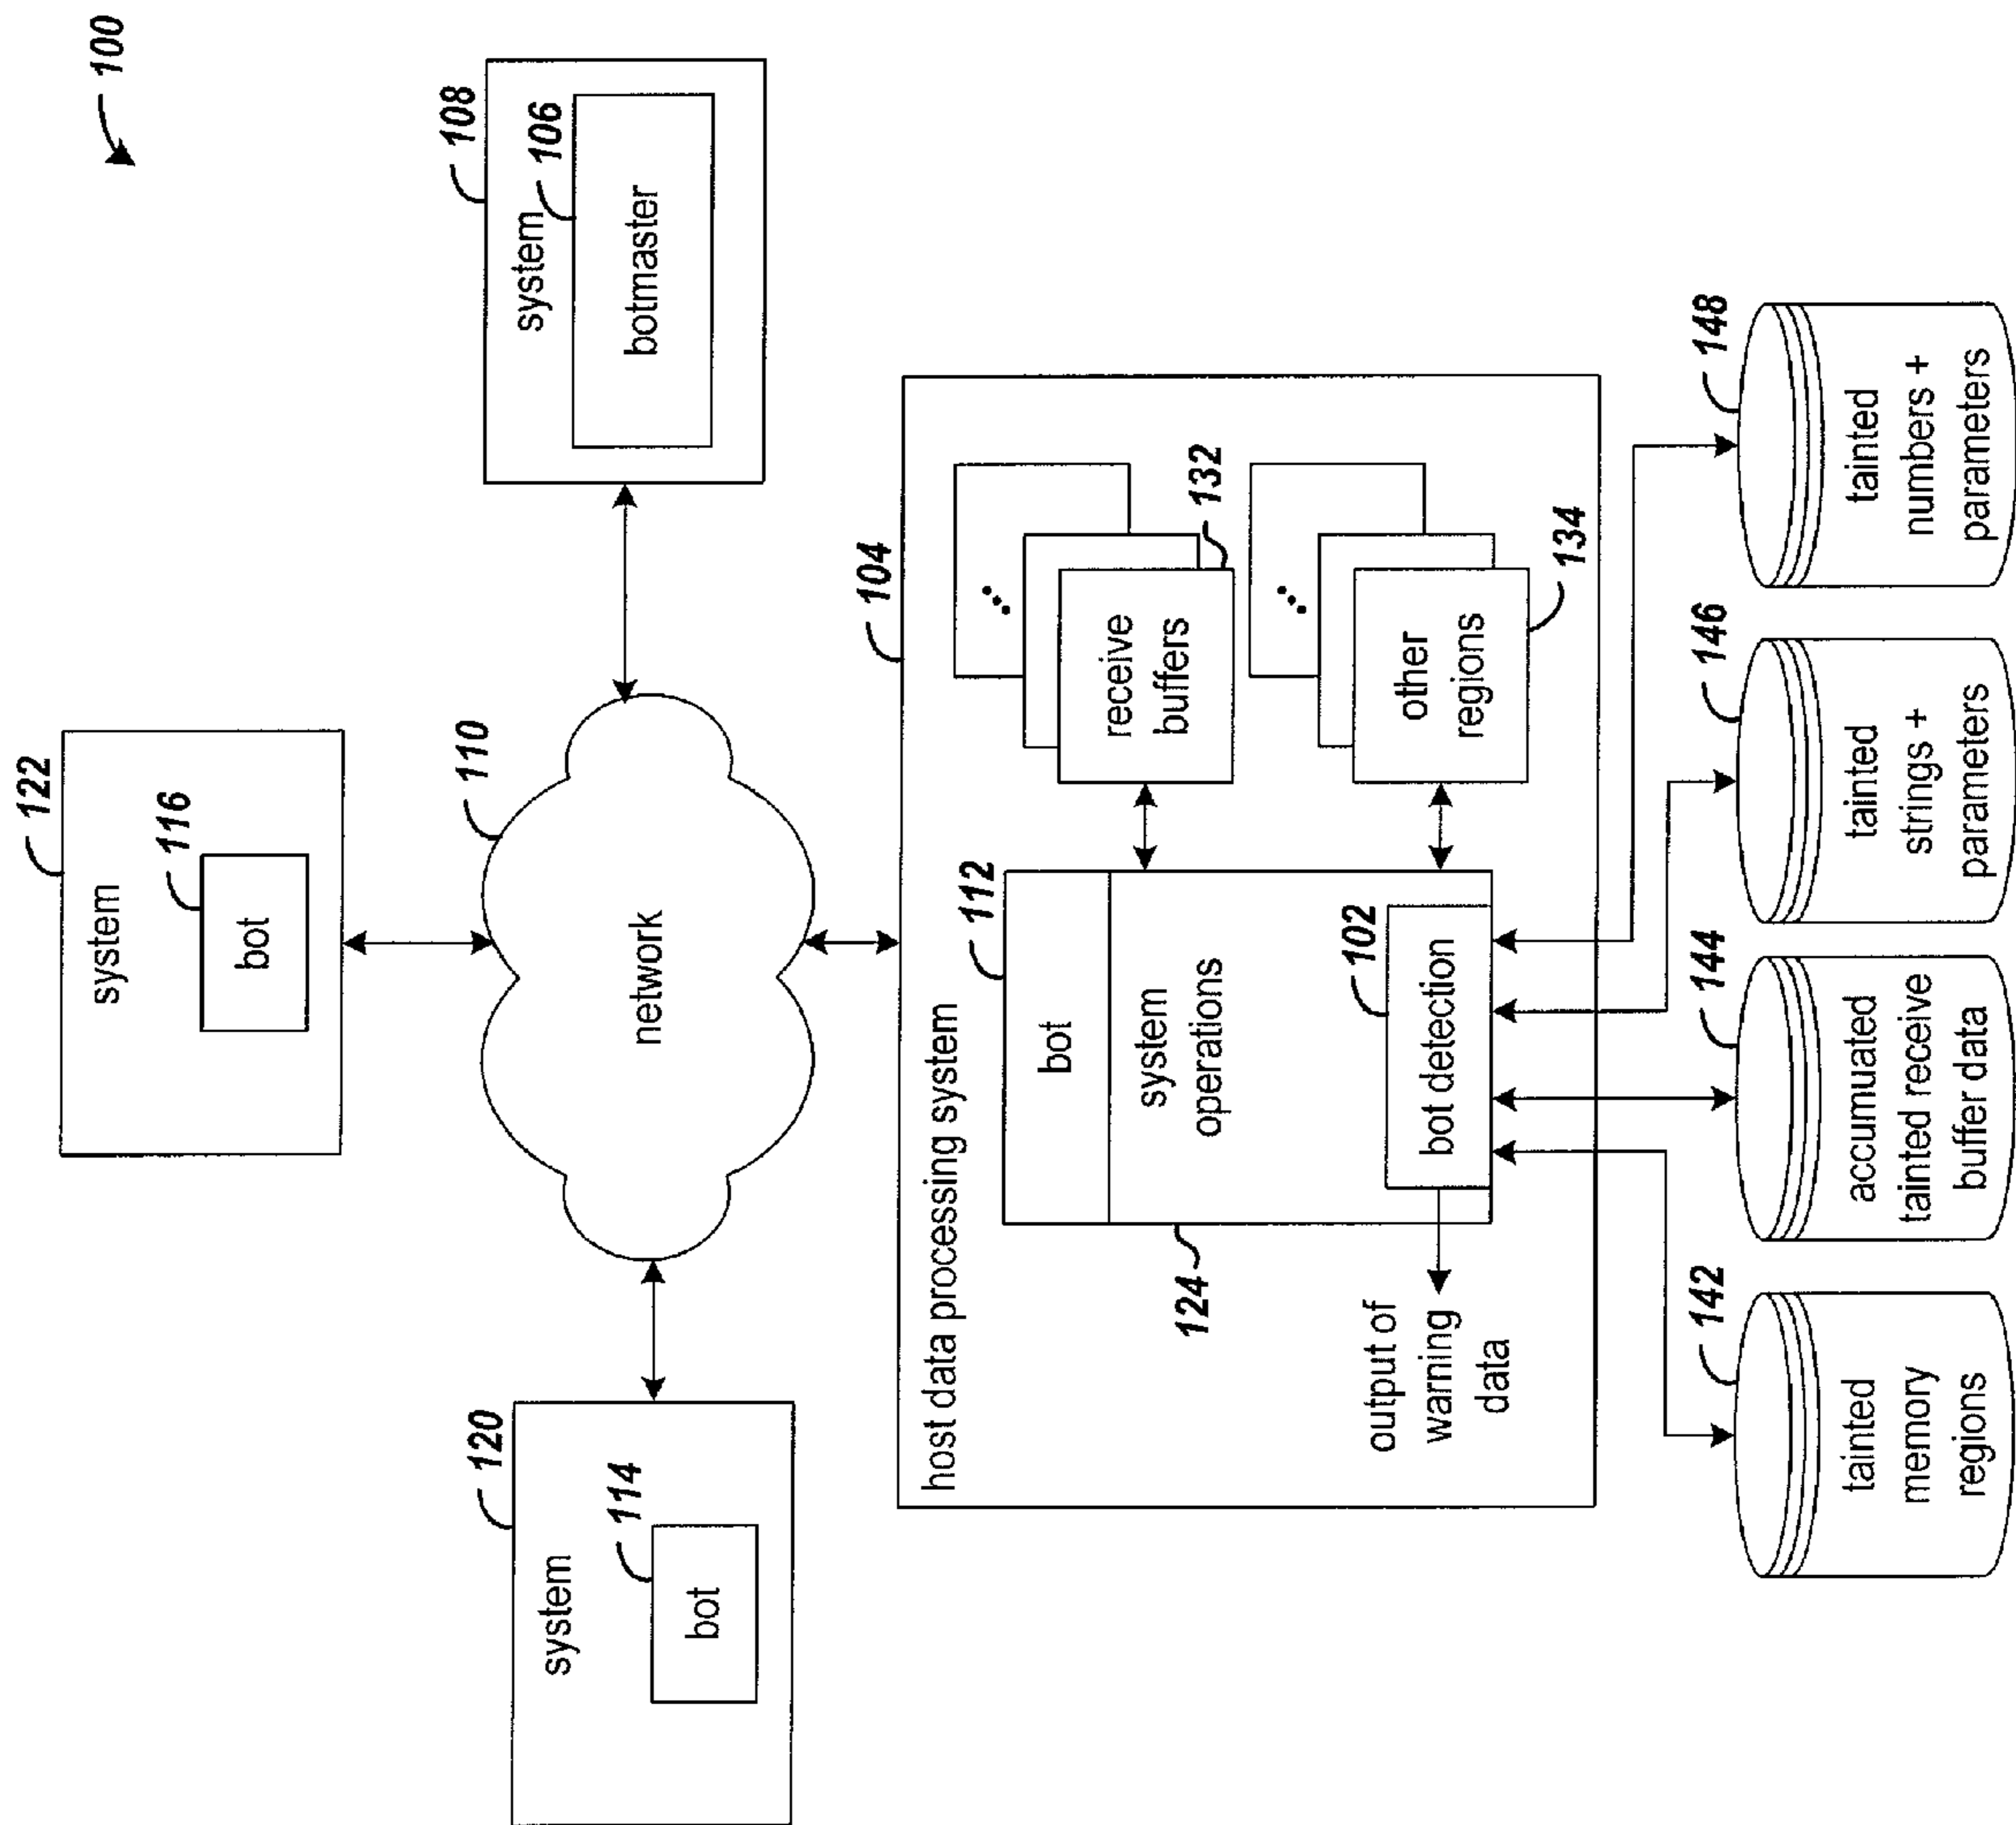 100
122
system
116
bot
120
system
114
bot
110
network
108
system
106
botmaster
104
host data processing system
112
bot
system
operations
124
102
bot detection
output of
warning
data
receive
buffers
132
other
regions
134
142
tainted
memory
regions
144
accumuated
tainted receive
buffer data
146
tainted
strings +
parameters
148
tainted
numbers +
parameters